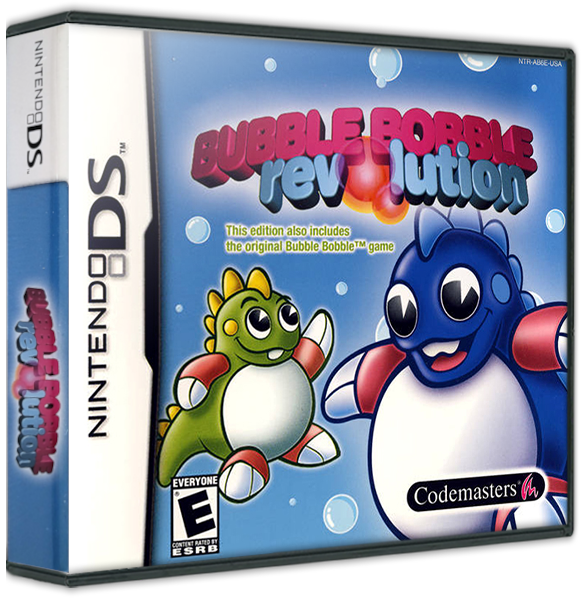 NINTENDO DS
BUBBLE BOBBLE
revolution
NINTENDO DS™
NTR-AB6E-USA
BUBBLE BOBBLE
revolution
This edition also includes
the original Bubble Bobble™ game
EVERYONE
E
CONTENT RATED BY
ESRB
Codemasters